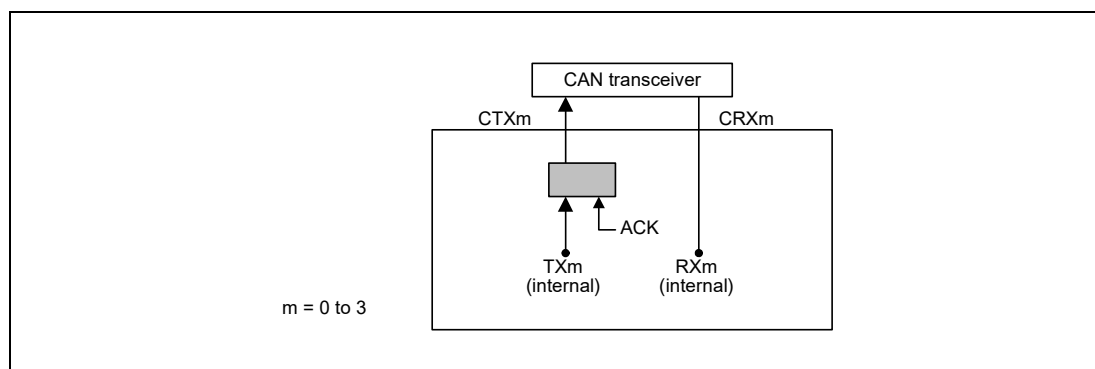 CAN transceiver
CTXm
CRXm
ACK
TXm
(internal)
RXm
(internal)
m = 0 to 3